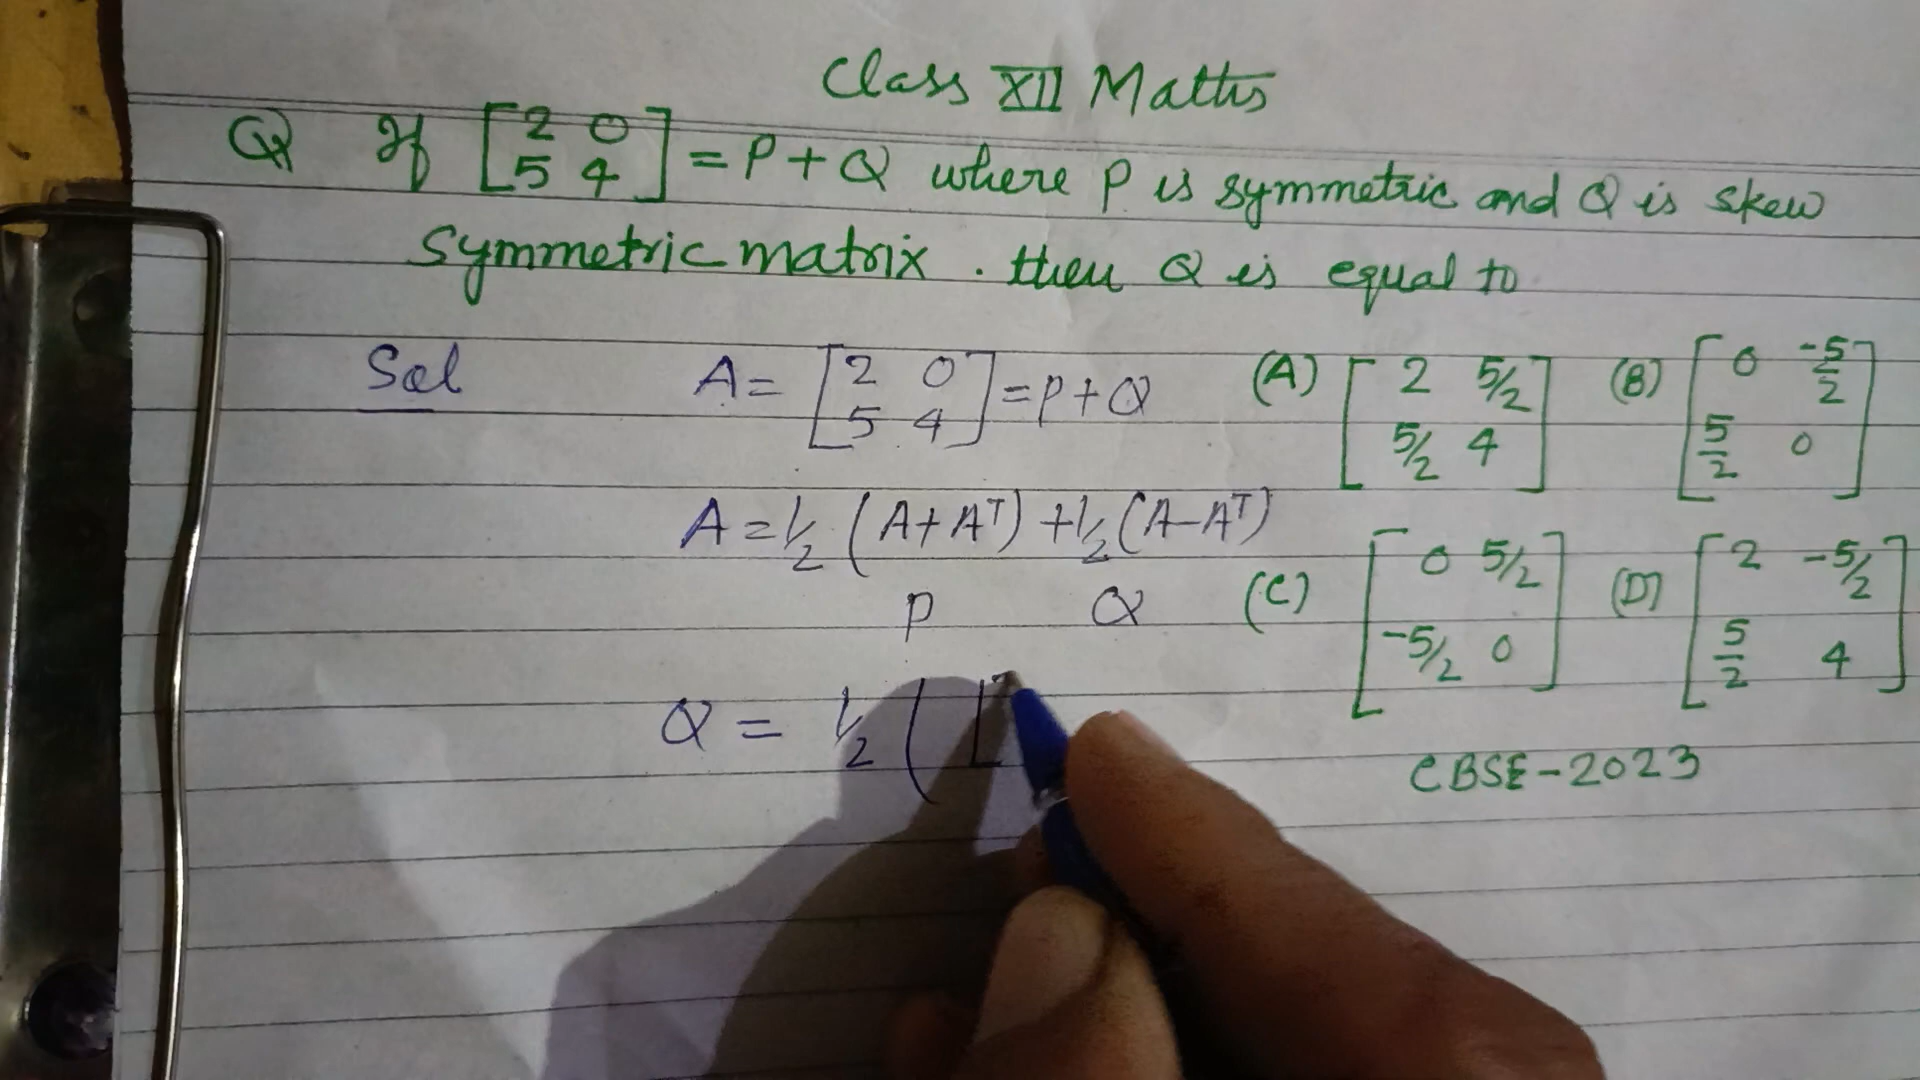 Class XII Maths
Q If [2 0
5 4] = P + Q where P is symmetric and Q is skew
Symmetric matrix. then Q is equal to
Sol
A = [2 0
5 4] = P + Q
A = 1/2 (A + A^T) + 1/2 (A - A^T)
P Q
Q = 1/2 ( [
(A) [2 5/2
5/2 4]
(B) [0 -5/2
5/2 0]
(C) [0 5/2
-5/2 0]
(D) [2 -5/2
5/2 4]
CBSE-2023